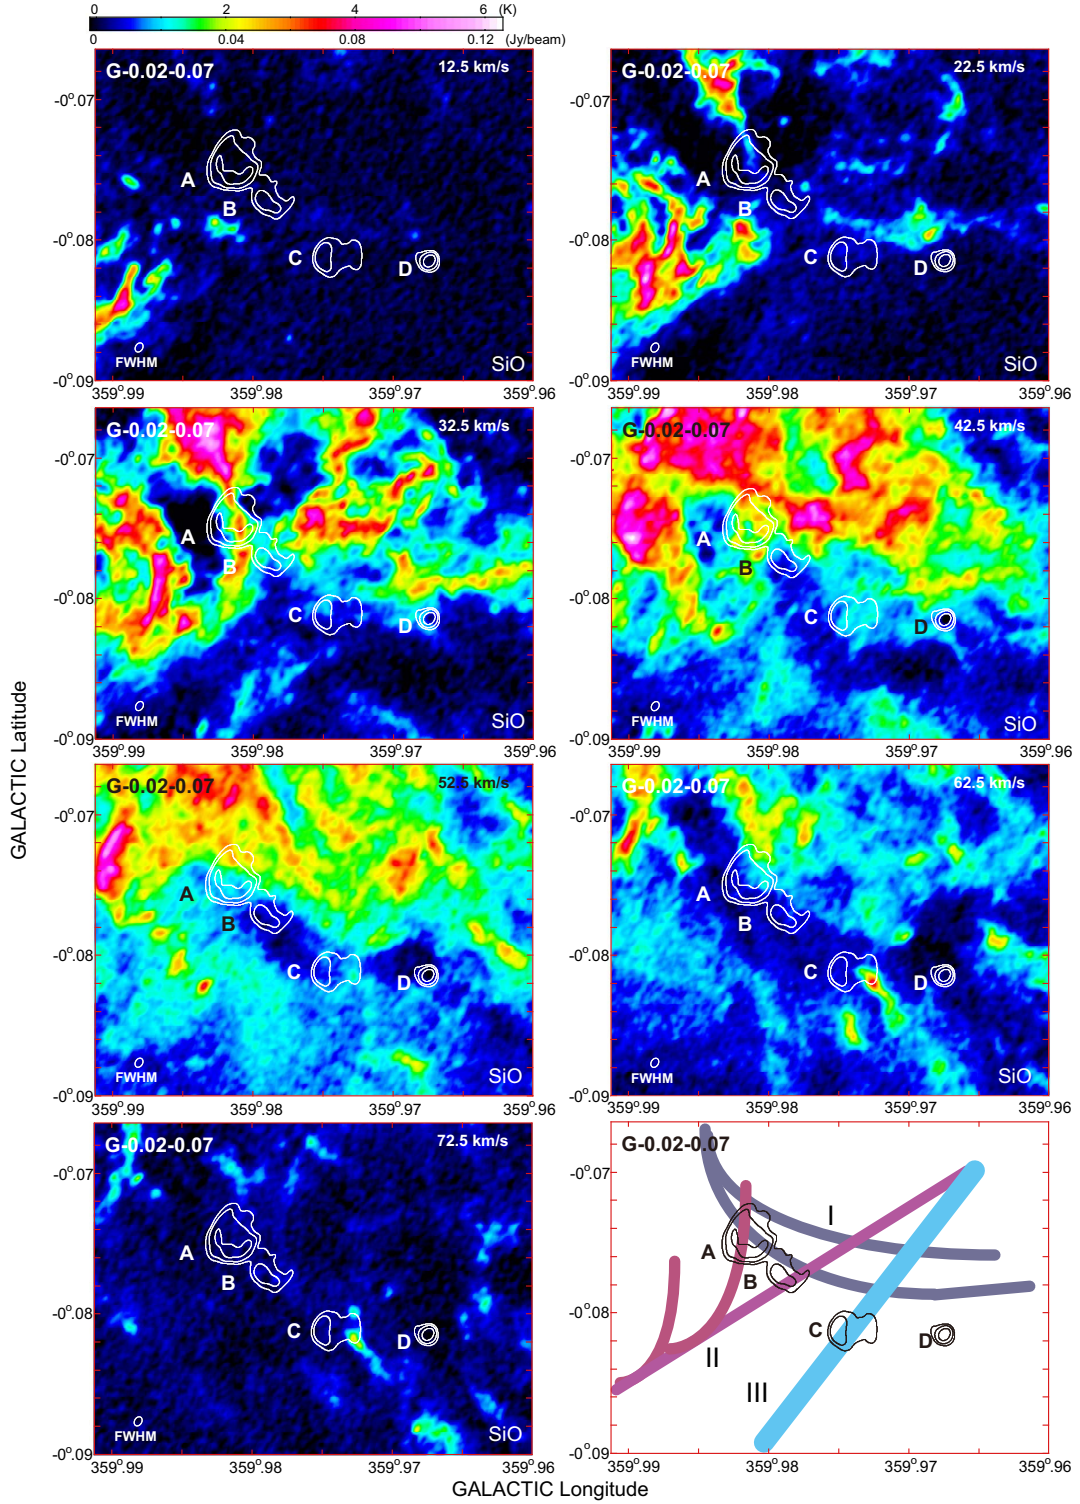 0 2 4 6 (K)
0 0.04 0.08 0.12 (Jy/beam)
G-0.02-0.07 12.5 km/s
-0°.07
A
B
-0°.08
C
D
FWHM
SiO
-0°.09
359°.99 359°.98 359°.97 359°.96
G-0.02-0.07 22.5 km/s
-0°.07
A
B
-0°.08
C
D
FWHM
SiO
-0°.09
359°.99 359°.98 359°.97 359°.96
G-0.02-0.07 32.5 km/s
-0°.07
A
B
-0°.08
C
D
FWHM
SiO
-0°.09
359°.99 359°.98 359°.97 359°.96
G-0.02-0.07 42.5 km/s
-0°.07
A
B
-0°.08
C
D
FWHM
SiO
-0°.09
359°.99 359°.98 359°.97 359°.96
G-0.02-0.07 52.5 km/s
-0°.07
A
B
-0°.08
C
D
FWHM
SiO
-0°.09
359°.99 359°.98 359°.97 359°.96
G-0.02-0.07 62.5 km/s
-0°.07
A
B
-0°.08
C
D
FWHM
SiO
-0°.09
359°.99 359°.98 359°.97 359°.96
G-0.02-0.07 72.5 km/s
-0°.07
A
B
-0°.08
C
D
FWHM
SiO
-0°.09
359°.99 359°.98 359°.97 359°.96
G-0.02-0.07
-0°.07
I
A
B
-0°.08
C
D
II
III
-0°.09
359°.99 359°.98 359°.97 359°.96
GALACTIC Latitude
GALACTIC Longitude